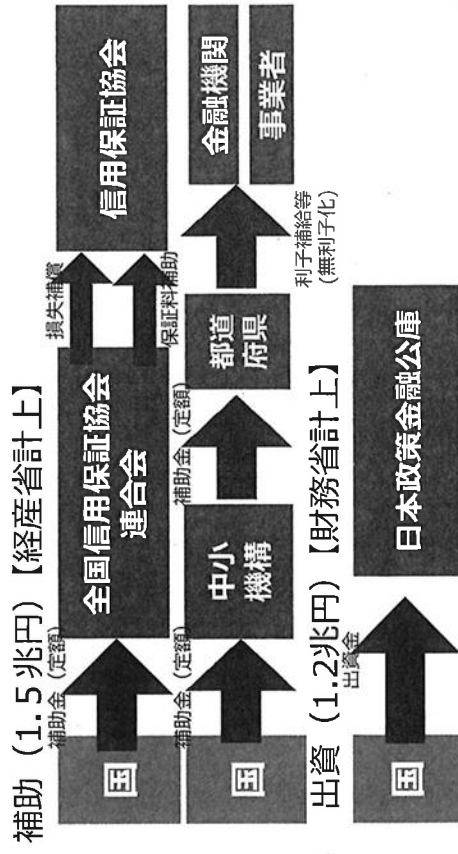 補助（1.5兆円）【経産省計上】
国
補助金（定額）
全国信用保証協会
連合会
損失補償
保証料補助
信用保証協会
国
補助金（定額）
中小
機構
補助金（定額）
都道
府県
利子補給等
（無利子化）
金融機関
事業者
出資（1.2兆円）【財務省計上】
国
出資金
日本政策金融公庫